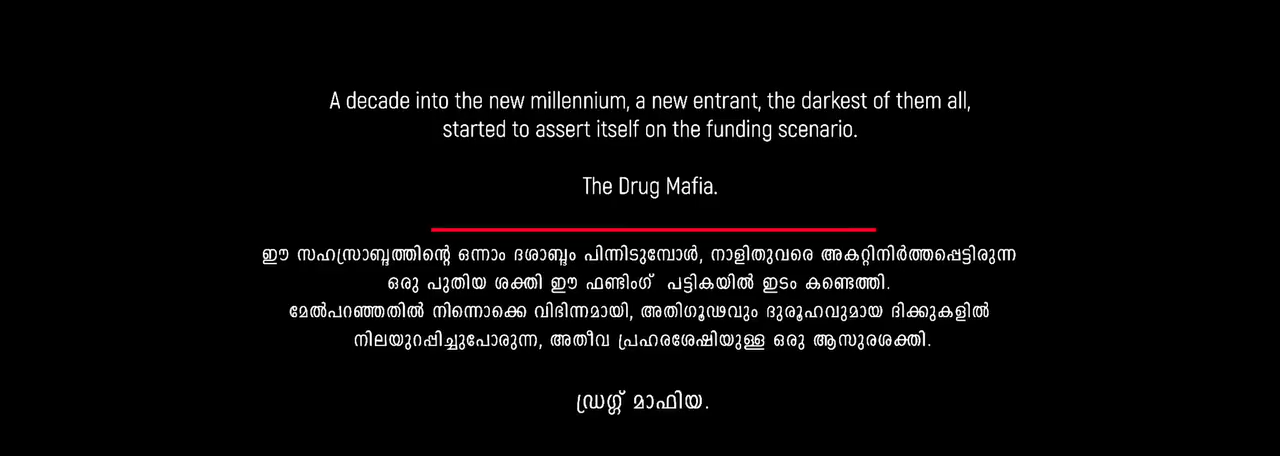 A decade into the new millennium, a new entrant, the darkest of them all,
started to assert itself on the funding scenario.
The Drug Mafia.
ഈ സഹസ്രാബ്ദത്തിന്റെ ഒന്നാം ദശാബ്ദം പിന്നിടുമ്പോൾ, നാളിതുവരെ അകറ്റിനിർത്തപ്പെട്ടിരുന്ന
ഒരു പുതിയ ശക്തി ഈ ഫണ്ടിംഗ് പട്ടികയിൽ ഇടം കണ്ടെത്തി.
മേൽപറഞ്ഞതിൽ നിന്നൊക്കെ വിഭിന്നമായി, അതിഗൂഢവും ദുരൂഹവുമായ ദിക്കുകളിൽ
നിലയുറപ്പിച്ചുപോരുന്ന, അതീവ പ്രഹരശേഷിയുള്ള ഒരു ആസുരശക്തി.
ഡ്രഗ്ഗ് മാഫിയ.